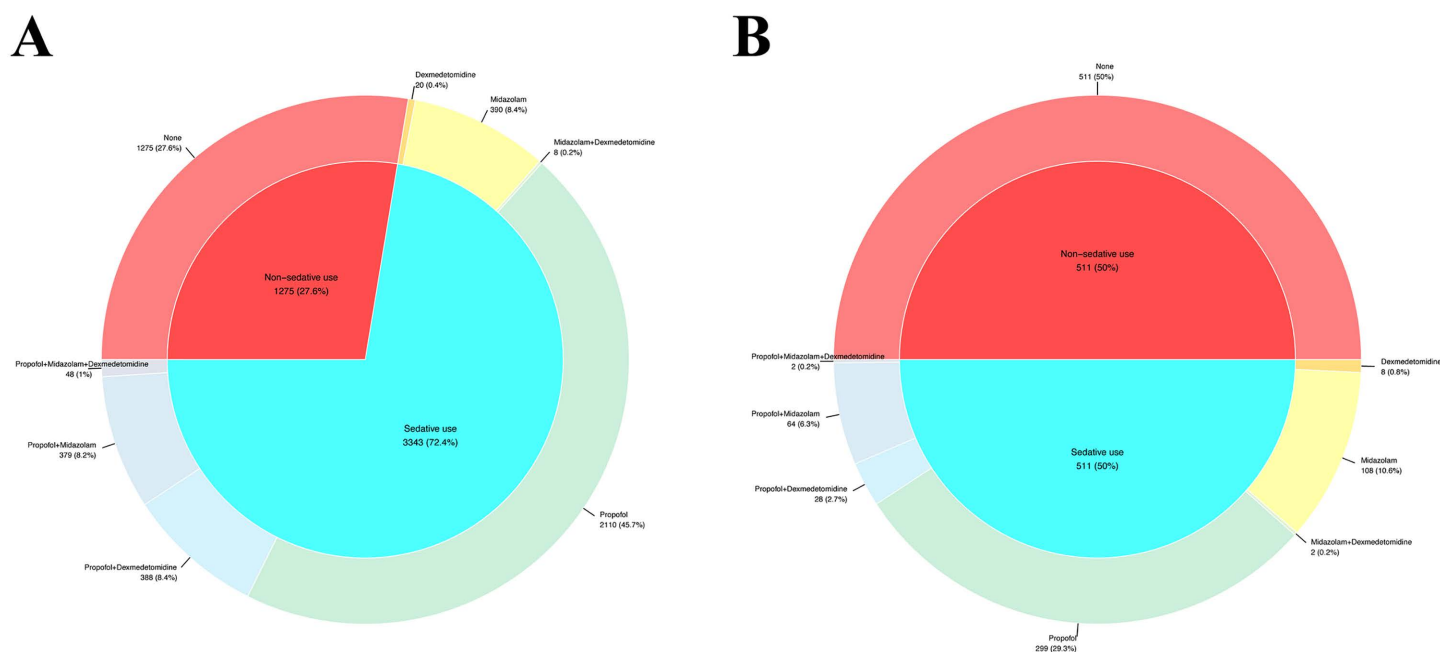 A
Dexmedetomidine
20 (0.4%)
Midazolam
390 (8.4%)
None
1275 (27.6%)
Midazolam+Dexmedetomidine
8 (0.2%)
Non-sedative use
1275 (27.6%)
Propofol+Midazolam+Dexmedetomidine
48 (1%)
Sedative use
3343 (72.4%)
Propofol+Midazolam
379 (8.2%)
Propofol
2110 (45.7%)
Propofol+Dexmedetomidine
388 (8.4%)
B
None
511 (50%)
Non-sedative use
511 (50%)
Propofol+Midazolam+Dexmedetomidine
2 (0.2%)
Dexmedetomidine
8 (0.8%)
Propofol+Midazolam
64 (6.3%)
Sedative use
511 (50%)
Midazolam
108 (10.6%)
Propofol+Dexmedetomidine
28 (2.7%)
Midazolam+Dexmedetomidine
2 (0.2%)
Propofol
299 (29.3%)